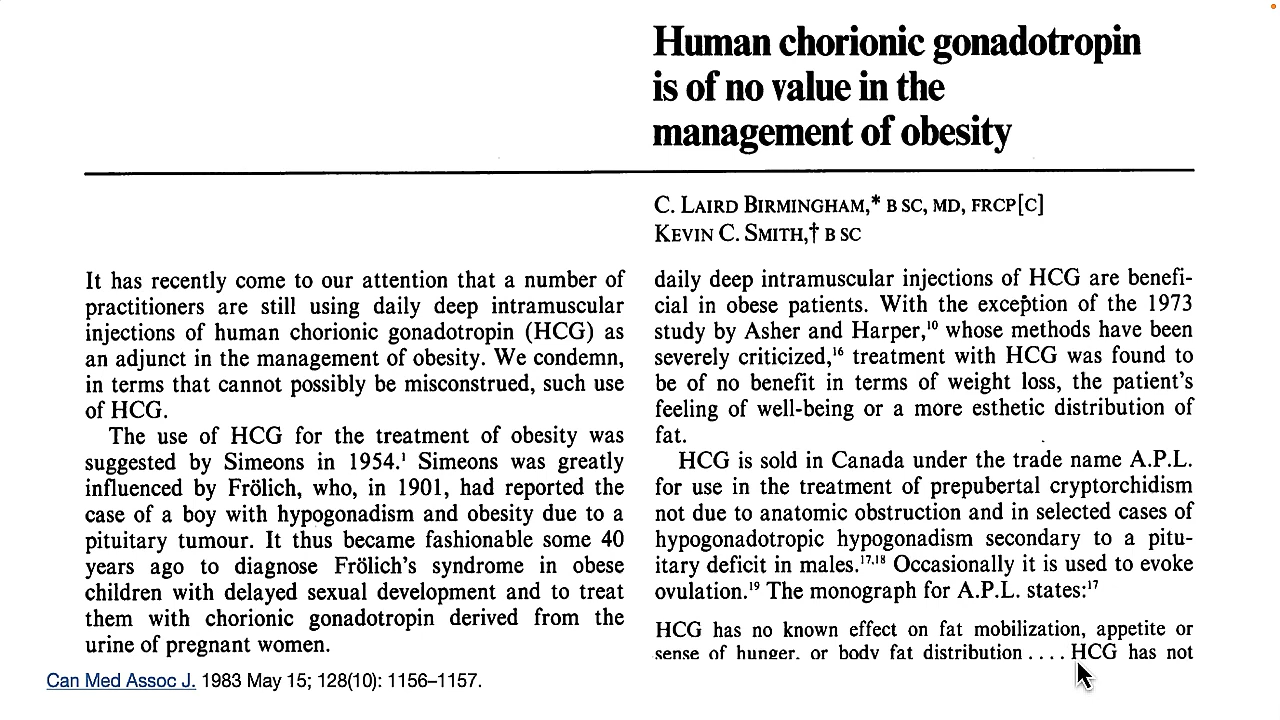 Human chorionic gonadotropin
is of no value in the
management of obesity
C. LAIRD BIRMINGHAM,* B SC, MD, FRCP[C]
KEVIN C. SMITH,† B SC
It has recently come to our attention that a number of
practitioners are still using daily deep intramuscular
injections of human chorionic gonadotropin (HCG) as
an adjunct in the management of obesity. We condemn,
in terms that cannot possibly be misconstrued, such use
of HCG.
The use of HCG for the treatment of obesity was
suggested by Simeons in 1954.¹ Simeons was greatly
influenced by Frölich, who, in 1901, had reported the
case of a boy with hypogonadism and obesity due to a
pituitary tumour. It thus became fashionable some 40
years ago to diagnose Frölich's syndrome in obese
children with delayed sexual development and to treat
them with chorionic gonadotropin derived from the
urine of pregnant women.
daily deep intramuscular injections of HCG are benefi-
cial in obese patients. With the exception of the 1973
study by Asher and Harper,¹⁰ whose methods have been
severely criticized,¹⁶ treatment with HCG was found to
be of no benefit in terms of weight loss, the patient's
feeling of well-being or a more esthetic distribution of
fat.
HCG is sold in Canada under the trade name A.P.L.
for use in the treatment of prepubertal cryptorchidism
not due to anatomic obstruction and in selected cases of
hypogonadotropic hypogonadism secondary to a pitu-
itary deficit in males.¹⁷,¹⁸ Occasionally it is used to evoke
ovulation.¹⁹ The monograph for A.P.L. states:¹⁷
HCG has no known effect on fat mobilization, appetite or
sense of hunger, or body fat distribution . . . . HCG has not
Can Med Assoc J. 1983 May 15; 128(10): 1156–1157.